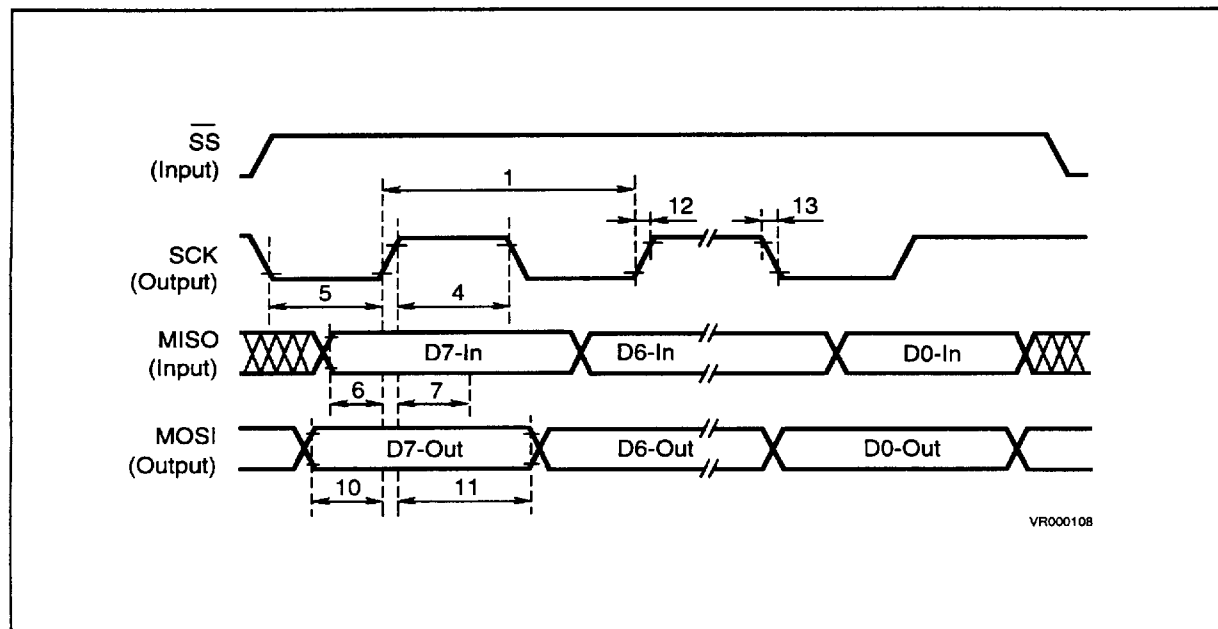 SS
(Input)
1
12
13
SCK
(Output)
5
4
MISO
(Input)
D7-In
D6-In
D0-In
6
7
MOSI
(Output)
D7-Out
D6-Out
D0-Out
10
11
VR000108